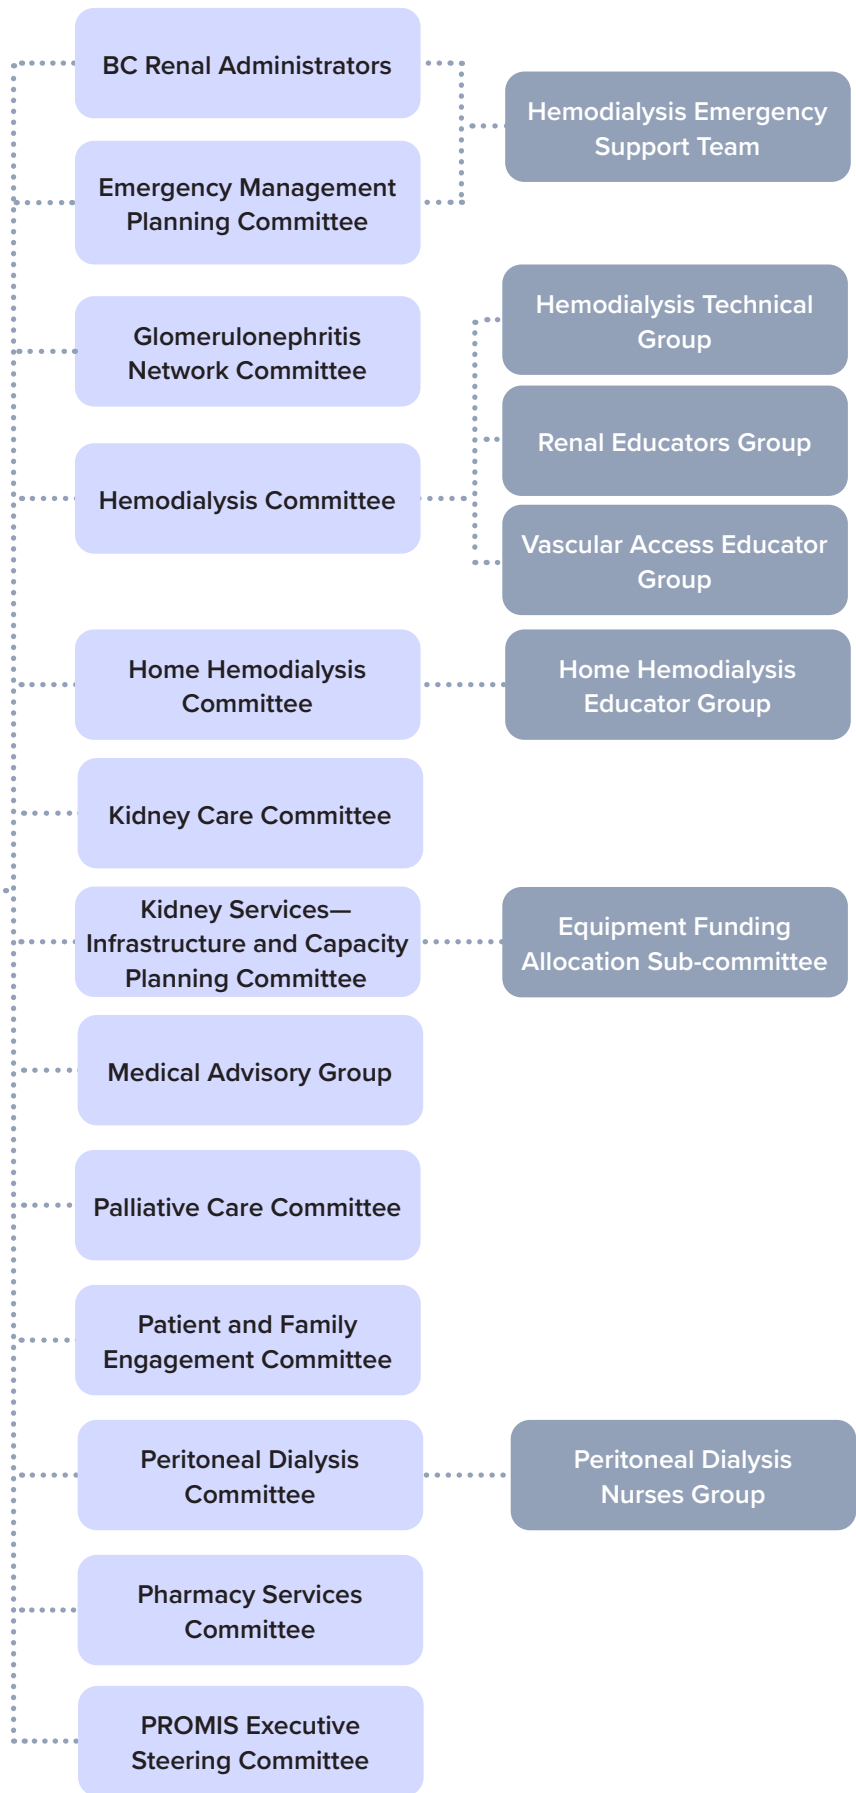 BC Renal Administrators
Hemodialysis Emergency
Support Team
Emergency Management
Planning Committee
Glomerulonephritis
Network Committee
Hemodialysis Technical
Group
Renal Educators Group
Hemodialysis Committee
Vascular Access Educator
Group
Home Hemodialysis
Committee
Home Hemodialysis
Educator Group
Kidney Care Committee
Kidney Services—
Infrastructure and Capacity
Planning Committee
Equipment Funding
Allocation Sub-committee
Medical Advisory Group
Palliative Care Committee
Patient and Family
Engagement Committee
Peritoneal Dialysis
Committee
Peritoneal Dialysis
Nurses Group
Pharmacy Services
Committee
PROMIS Executive
Steering Committee